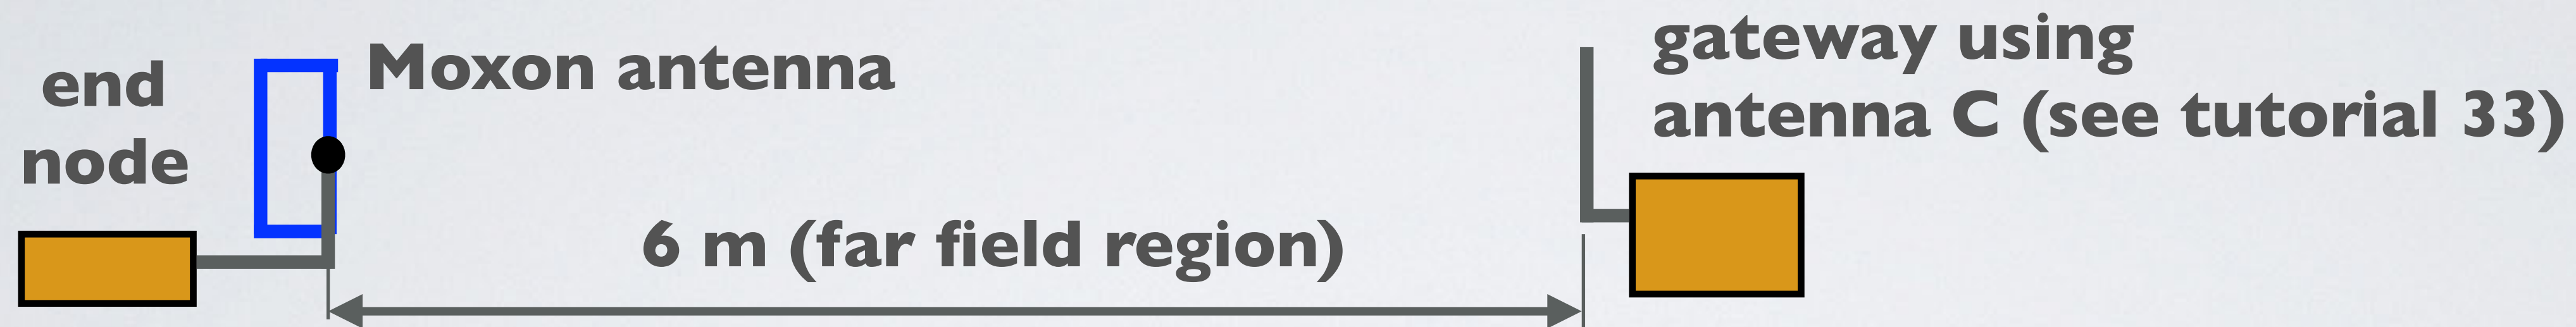 end
node
Moxon antenna
6 m (far field region)
gateway using
antenna C (see tutorial 33)